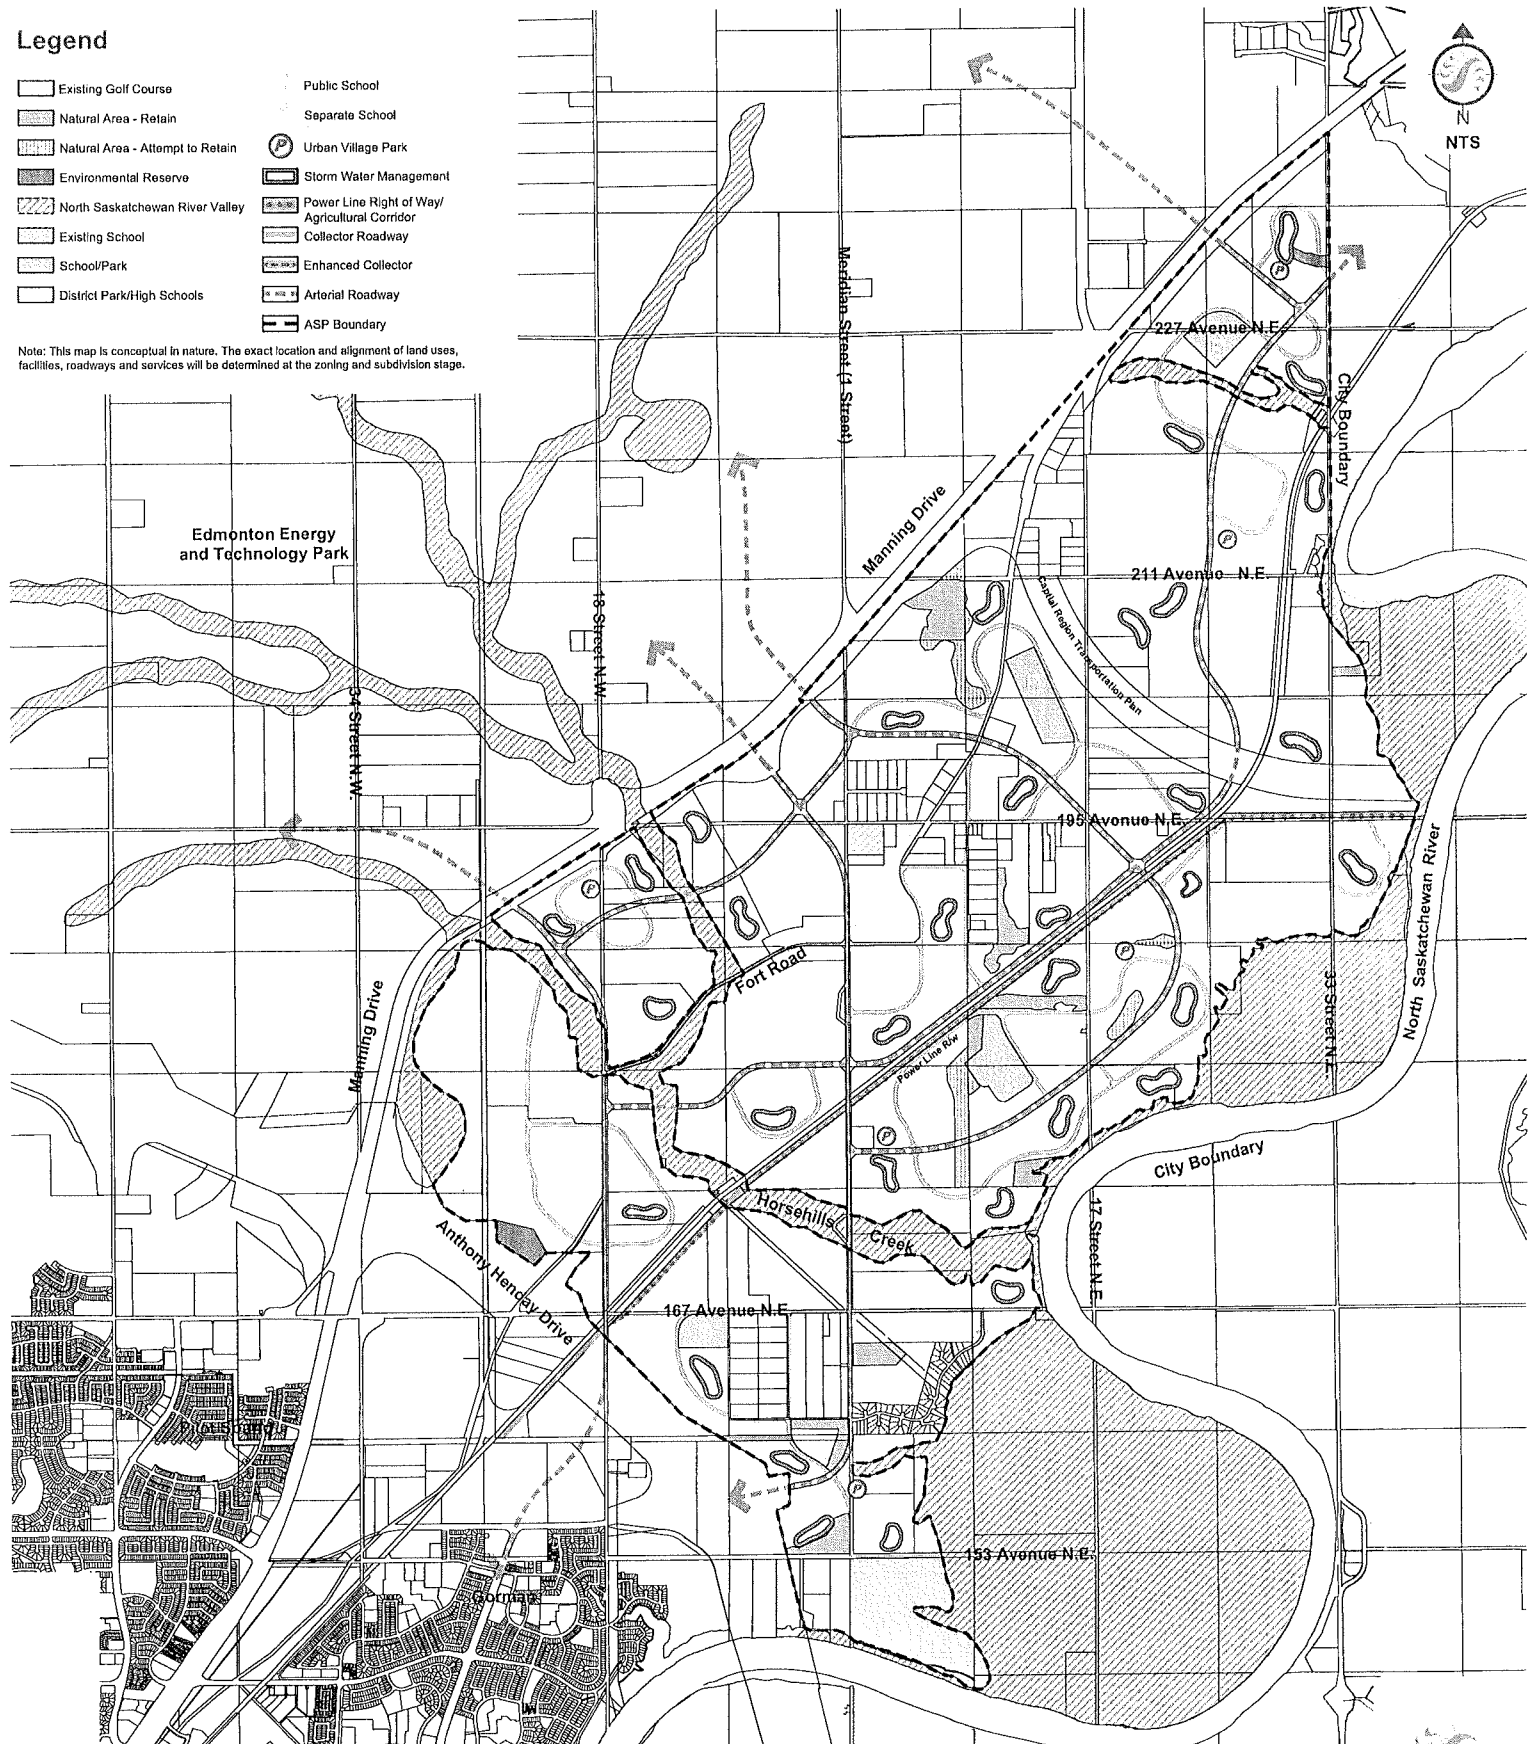 Legend
Existing Golf Course
Natural Area - Retain
Natural Area - Attempt to Retain
Environmental Reserve
North Saskatchewan River Valley
Existing School
School/Park
District Park/High Schools
Public School
Separate School
P
Urban Village Park
Storm Water Management
Power Line Right of Way/
Agricultural Corridor
Collector Roadway
Enhanced Collector
Arterial Roadway
ASP Boundary
Note: This map is conceptual in nature. The exact location and alignment of land uses,
facilities, roadways and services will be determined at the zoning and subdivision stage.
N
NTS
P
227 Avenue N.E.
Meridian Street (1 Street)
City Boundary
Manning Drive
P
Edmonton Energy
and Technology Park
211 Avenue N.E.
Capital Region Transportation Plan
18 Street N.W.
34 Street N.W.
195 Avenue N.E.
P
P
North Saskatchewan River
Fort Road
33 Street N.E.
Manning Drive
Power Line R/W
P
City Boundary
Horsehills
Creek
17 Street N.E.
Anthony Henday Drive
167 Avenue N.E.
P
153 Avenue N.E.
Gorman